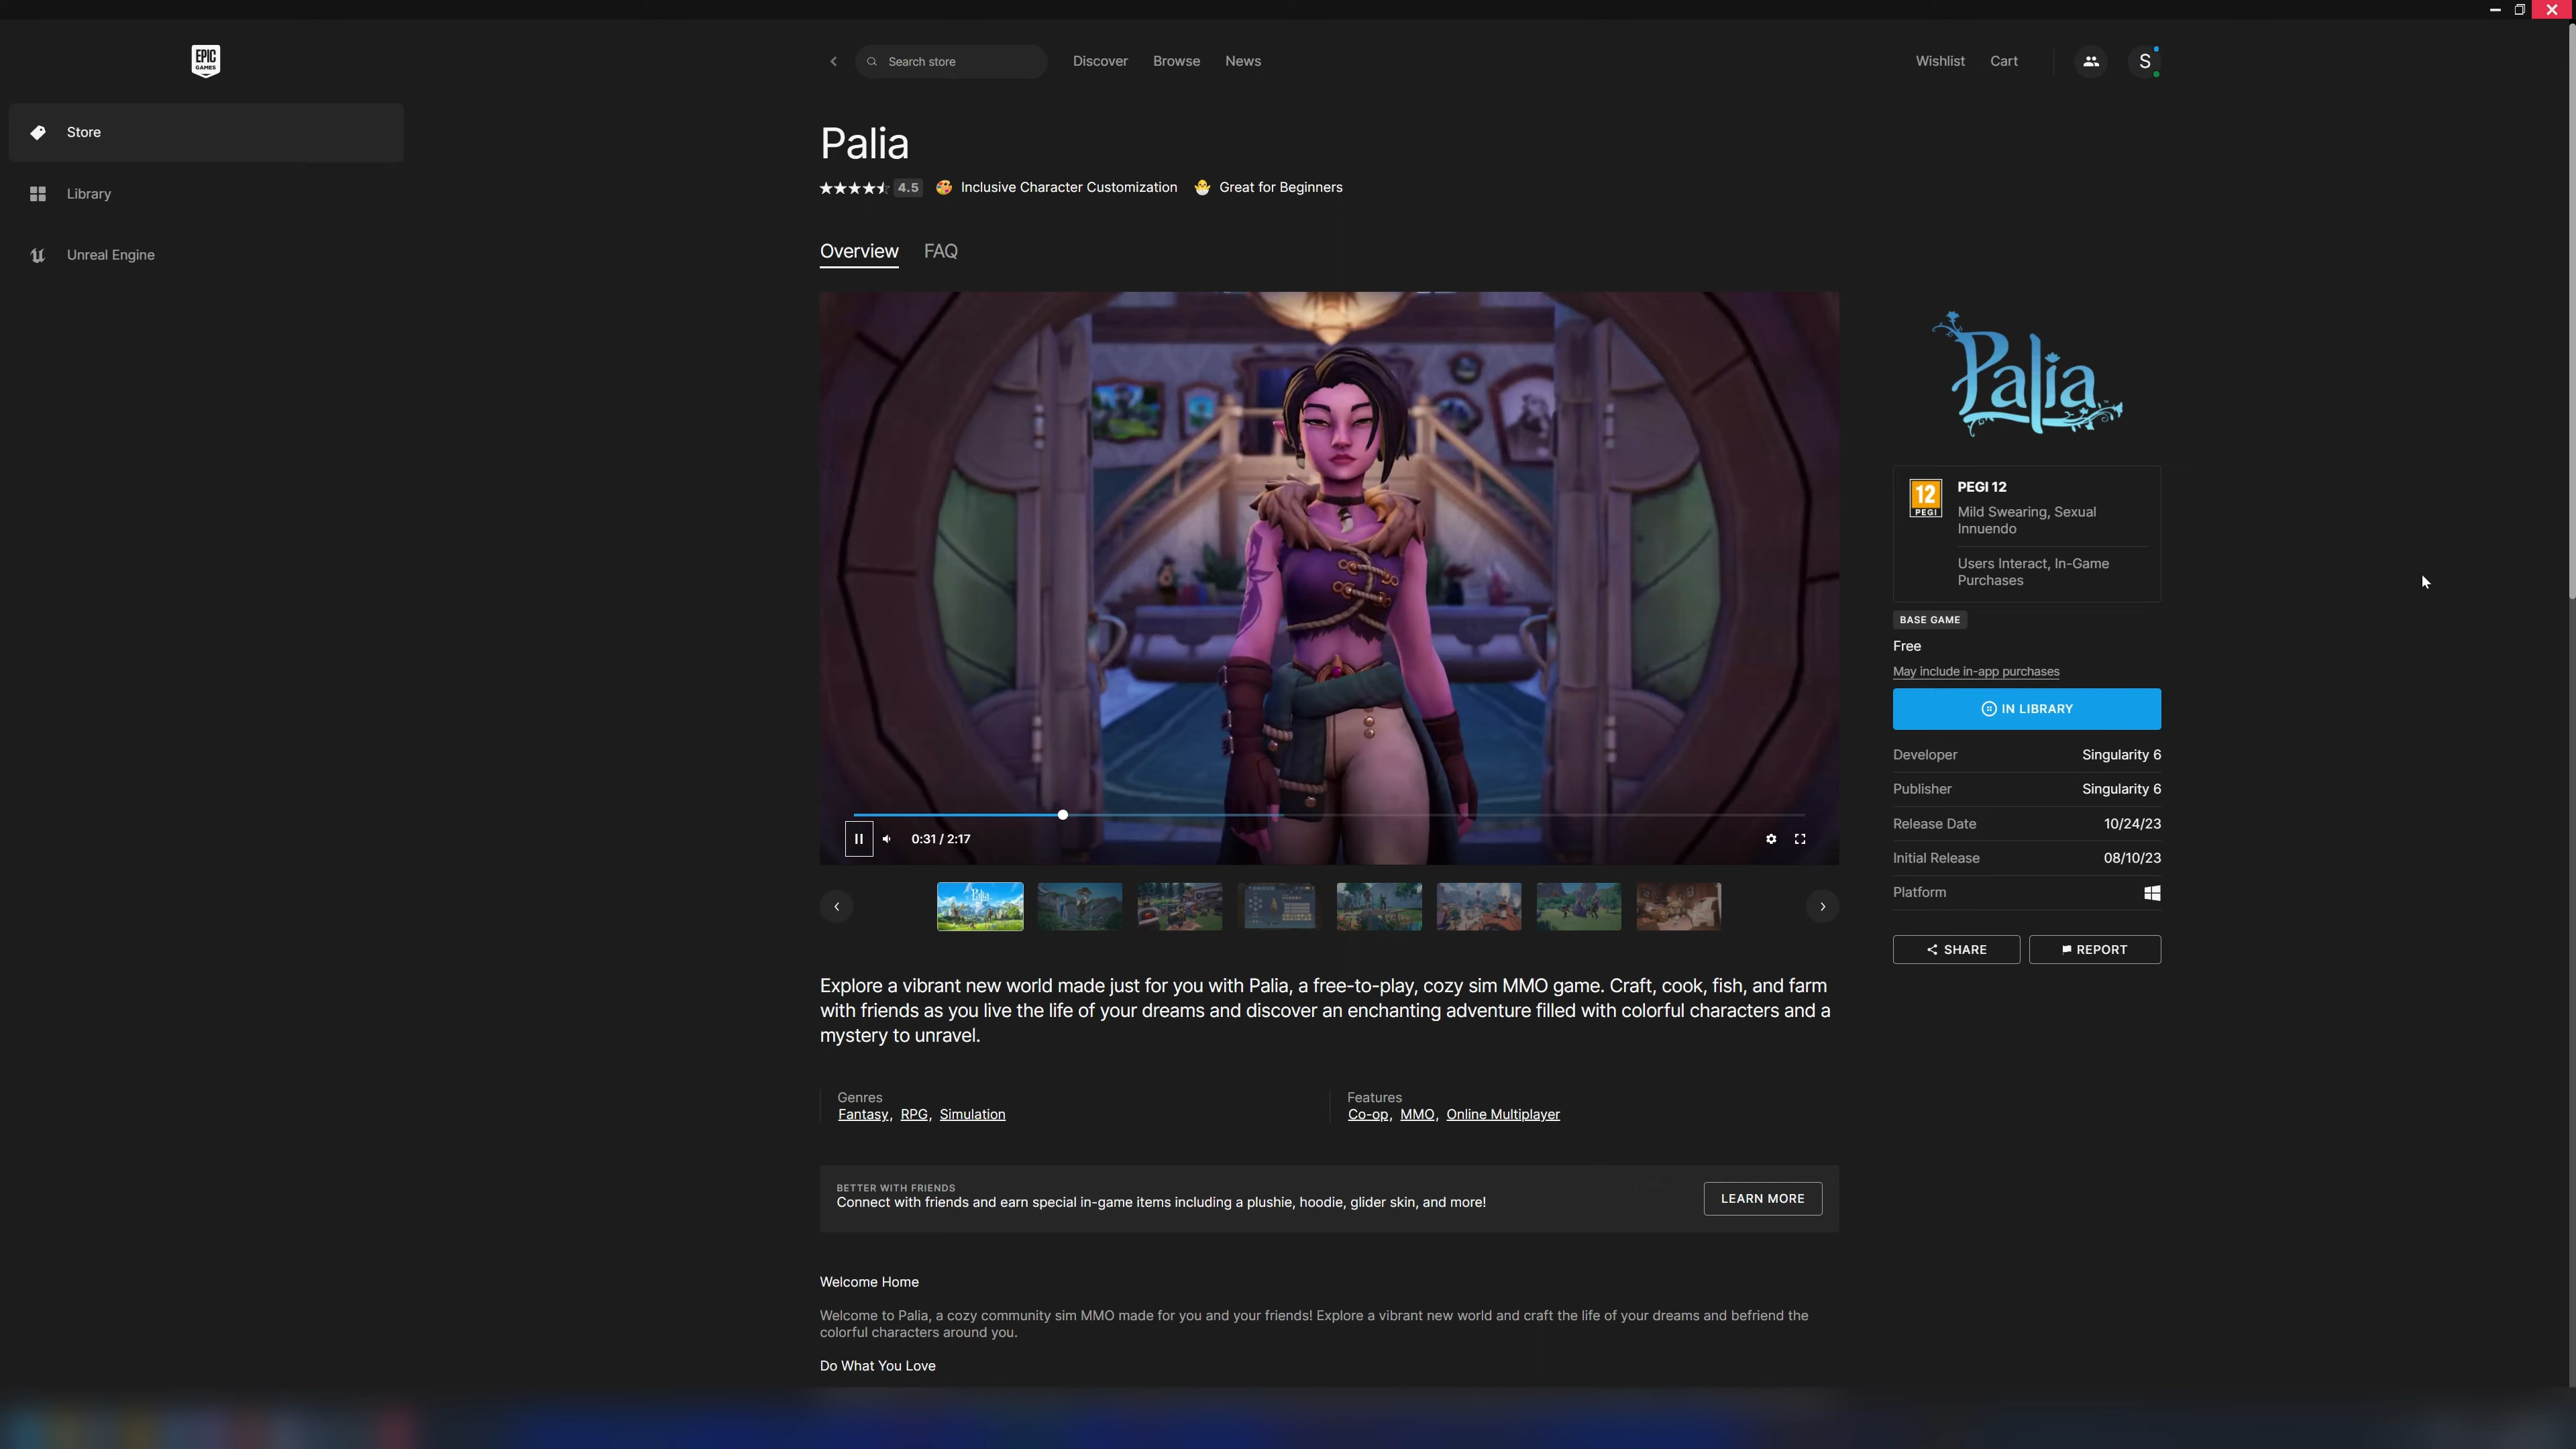 EPIC
GAMES
Search store
Discover
Browse
News
Wishlist
Cart
S
Store
Library
Unreal Engine
Palia
4.5
Inclusive Character Customization
Great for Beginners
Overview
FAQ
0:31 / 2:17
Palia
12
PEGI
PEGI 12
Mild Swearing, Sexual
Innuendo
Users Interact, In-Game
Purchases
BASE GAME
Free
May include in-app purchases
IN LIBRARY
Developer Singularity 6
Publisher Singularity 6
Release Date 10/24/23
Initial Release 08/10/23
Platform
SHARE
REPORT
Palia
Explore a vibrant new world made just for you with Palia, a free-to-play, cozy sim MMO game. Craft, cook, fish, and farm
with friends as you live the life of your dreams and discover an enchanting adventure filled with colorful characters and a
mystery to unravel.
Genres
Fantasy, RPG, Simulation
Features
Co-op, MMO, Online Multiplayer
BETTER WITH FRIENDS
Connect with friends and earn special in-game items including a plushie, hoodie, glider skin, and more!
LEARN MORE
Welcome Home
Welcome to Palia, a cozy community sim MMO made for you and your friends! Explore a vibrant new world and craft the life of your dreams and befriend the
colorful characters around you.
Do What You Love